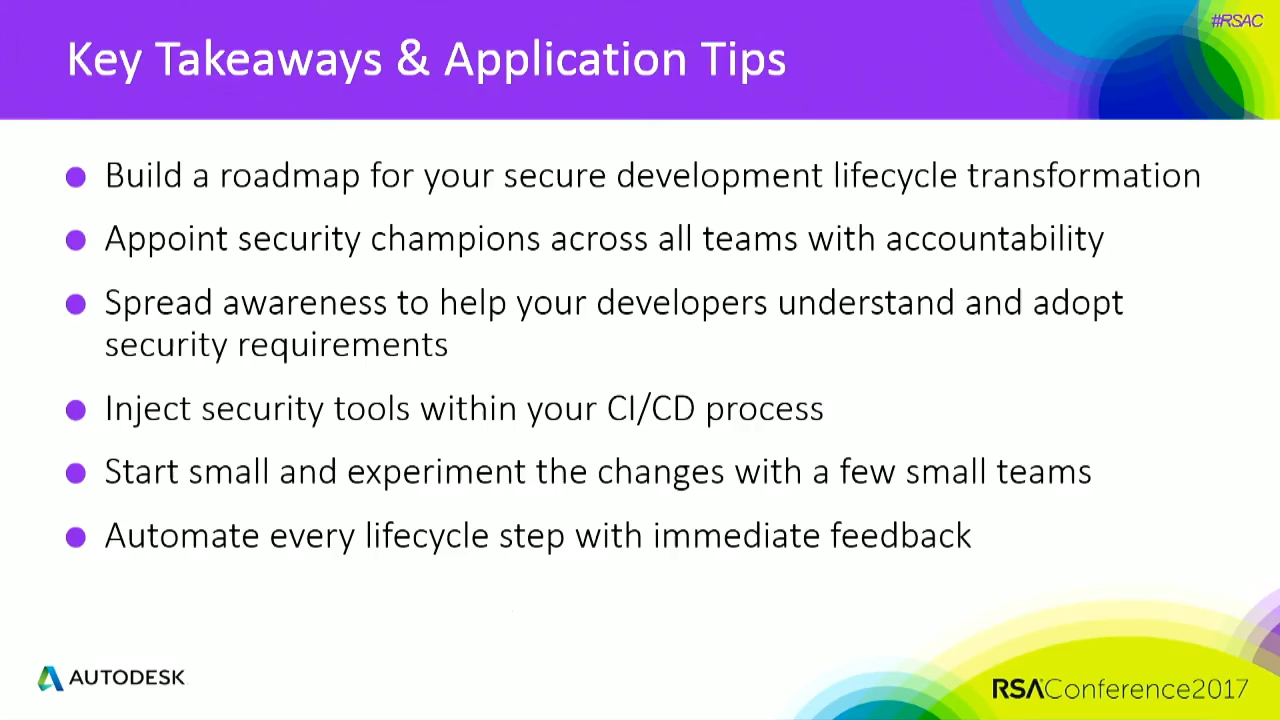 #RSAC
Key Takeaways & Application Tips
Build a roadmap for your secure development lifecycle transformation
Appoint security champions across all teams with accountability
Spread awareness to help your developers understand and adopt
security requirements
Inject security tools within your CI/CD process
Start small and experiment the changes with a few small teams
Automate every lifecycle step with immediate feedback
AUTODESK
RSAConference2017